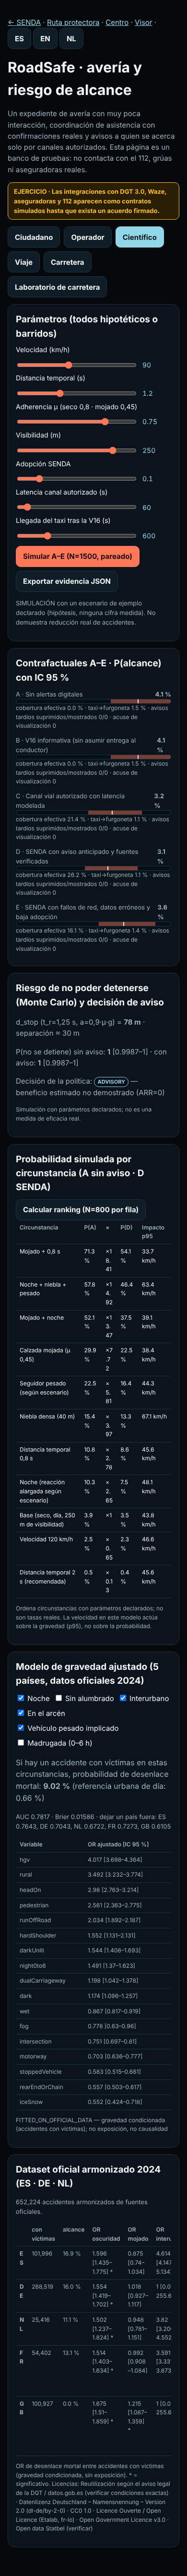 ← SENDA · Ruta protectora · Centro · Visor ·
ES EN NL
RoadSafe · avería y
riesgo de alcance
Un expediente de emergencia con poca
interacción, coordinación de asistencia con
confirmaciones reales y avisos a quien se acerca
solo por canales autorizados. Esta página es un
banco de pruebas: no contacta con el 112, grúas
ni aseguradoras reales.
EJERCICIO · Las integraciones con DGT 3.0, Waze,
aseguradoras y 112 aparecen como contratos
simulados hasta que exista un acuerdo firmado.
Ciudadano Operador Científico
Viaje Carretera
Laboratorio de carretera
Parámetros (todos hipotéticos o
barridos)
Velocidad (km/h)
90
Distancia temporal (s)
1.2
Adherencia μ (seco 0,8 · mojado 0,45)
0.75
Visibilidad (m)
250
Adopción SENDA
0.1
Latencia canal autorizado (s)
60
Llegada del taxi tras la V16 (s)
600
Simular A–E (N=1500, pareado)
Exportar evidencia JSON
SIMULACIÓN con un escenario de ejemplo
declarado (hipótesis, ninguna cifra medida). No
demuestra reducción real de accidentes.
Contrafactuales A–E · P(alcance)
con IC 95 %
A · Sin alertas digitales 4.1 %
cobertura efectiva 0.0 % · taxi→furgoneta 1.5 % · avisos
tardíos suprimidos/mostrados 0/0 · acuse de
visualización 0
B · V16 informativa (sin asumir entrega al
conductor) 4.1
%
cobertura efectiva 0.0 % · taxi→furgoneta 1.5 % · avisos
tardíos suprimidos/mostrados 0/0 · acuse de
visualización 0
C · Canal vial autorizado con latencia
modelada 3.2
%
cobertura efectiva 21.4 % · taxi→furgoneta 1.1 % · avisos
tardíos suprimidos/mostrados 0/0 · acuse de
visualización 0
D · SENDA con aviso anticipado y fuentes
verificadas 3.1
%
cobertura efectiva 28.2 % · taxi→furgoneta 1.1 % · avisos
tardíos suprimidos/mostrados 0/0 · acuse de
visualización 0
E · SENDA con fallos de red, datos erróneos y
baja adopción 3.6
%
cobertura efectiva 16.1 % · taxi→furgoneta 1.4 % · avisos
tardíos suprimidos/mostrados 0/0 · acuse de
visualización 0
Riesgo de no poder detenerse
(Monte Carlo) y decisión de aviso
d_stop (t_r=1,25 s, a=0,9·μ·g) = 78 m ·
separación ≈ 30 m
P(no se detiene) sin aviso: 1 [0.9987–1] · con
aviso: 1 [0.9987–1]
Decisión de la política: ADVISORY —
beneficio estimado no demostrado (ARR=0)
Simulación con parámetros declarados; no es una
medida de eficacia real.
Probabilidad simulada por
circunstancia (A sin aviso · D
SENDA)
Calcular ranking (N=800 por fila)
Circunstancia P(A) × P(D) Impacto
p95
Mojado + 0,8 s 71.3 % ×18.41 54.1 % 33.7 km/h
Noche + niebla + pesado 57.8 % ×14.92 46.4 % 63.4 km/h
Mojado + noche 52.1 % ×13.47 37.5 % 39.1 km/h
Calzada mojada (μ 0,45) 29.9 % ×7.72 22.5 % 38.4 km/h
Seguidor pesado (según escenario) 22.5 % ×5.81 16.4 % 44.3 km/h
Niebla densa (40 m) 15.4 % ×3.97 13.3 % 67.1 km/h
Distancia temporal 0,8 s 10.8 % ×2.78 8.6 % 45.6 km/h
Noche (reacción alargada según escenario) 10.3 % ×2.65 7.5 % 48.1 km/h
Base (seco, día, 250 m de visibilidad) 3.9 % ×1 3.5 % 43.8 km/h
Velocidad 120 km/h 2.5 % ×0.65 2.3 % 46.6 km/h
Distancia temporal 2 s (recomendada) 0.5 % ×0.13 0.4 % 45.6 km/h
Ordena circunstancias con parámetros declarados; no
son tasas reales. La velocidad en este modelo actúa
sobre la gravedad (p95), no sobre la probabilidad.
Modelo de gravedad ajustado (5
países, datos oficiales 2024)
Noche Sin alumbrado Interurbano
En el arcén
Vehículo pesado implicado
Madrugada (0–6 h)
Si hay un accidente con víctimas en estas
circunstancias, probabilidad de desenlace
mortal: 9.02 % (referencia urbana de día:
0.66 %)
AUC 0.7817 · Brier 0.01586 · dejar un país fuera: ES
0.7643, DE 0.7043, NL 0.6722, FR 0.7273, GB 0.6105
Variable OR ajustado [IC 95 %]
hgv 4.017 [3.698–4.364]
rural 3.492 [3.232–3.774]
headOn 2.98 [2.763–3.214]
pedestrian 2.561 [2.363–2.775]
runOffRoad 2.034 [1.892–2.187]
hardShoulder 1.552 [1.131–2.131]
darkUnlit 1.544 [1.408–1.693]
night0to6 1.491 [1.37–1.623]
dualCarriageway 1.198 [1.042–1.378]
dark 1.174 [1.096–1.257]
wet 0.867 [0.817–0.919]
fog 0.778 [0.63–0.96]
intersection 0.751 [0.697–0.81]
motorway 0.703 [0.636–0.777]
stoppedVehicle 0.583 [0.515–0.661]
rearEndOrChain 0.557 [0.503–0.617]
iceSnow 0.552 [0.424–0.718]
FITTED_ON_OFFICIAL_DATA — gravedad condicionada
(accidentes con víctimas); no exposición, no causalidad
Dataset oficial armonizado 2024
(ES · DE · NL)
652,224 accidentes armonizados de fuentes
oficiales.
con víctimas alcance OR oscuridad OR mojado OR
ES 101,996 16.9 % 1.596 [1.435–1.775] * 0.875 [0.74–1.034]
DE 268,519 16.0 % 1.554 [1.419–1.702] * 1.018 [0.927–1.117]
NL 25,416 11.1 % 1.502 [1.237–1.824] * 0.948 [0.781–1.151]
FR 54,402 13.1 % 1.514 [1.403–1.634] * 0.992 [0.908–1.084]
GB 100,927 0.0 % 1.675 [1.51–1.859] * 1.215 [1.087–1.359] *
OR de desenlace mortal entre accidentes con víctimas
(gravedad condicionada, sin exposición). * =
significativo. Licencias: Reutilización según el aviso legal
de la DGT / datos.gob.es (verificar condiciones exactas)
· Datenlizenz Deutschland – Namensnennung – Version
2.0 (dl-de/by-2-0) · CC0 1.0 · Licence Ouverte / Open
Licence (Etalab, fr-lo) · Open Government Licence v3.0 ·
Open data Statbel (verificar)